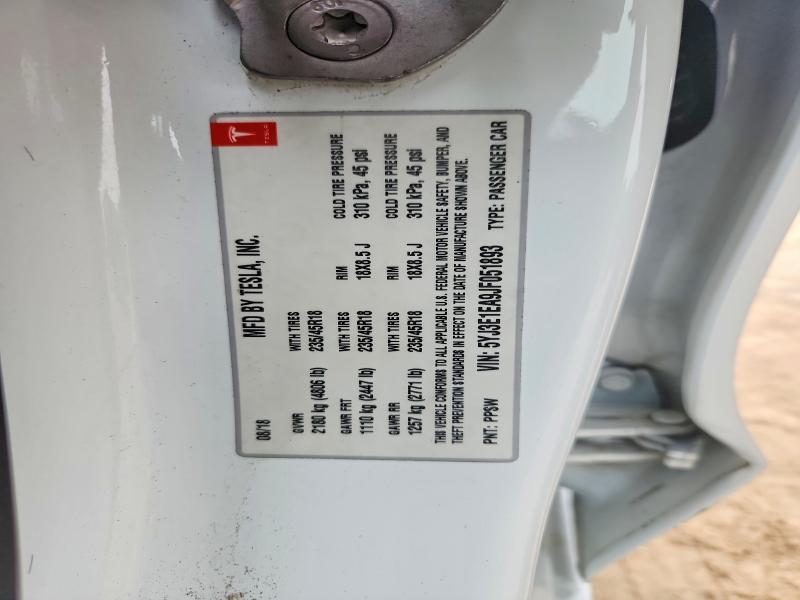 TESLA
MFD BY TESLA, INC.
08/18
GVWR WITH TIRES
2180 kg (4806 lb) 235/45R18
GAWR FRT WITH TIRES RIM COLD TIRE PRESSURE
1110 kg (2447 lb) 235/45R18 18X8.5 J 310 kPa, 45 psi
GAWR RR WITH TIRES RIM COLD TIRE PRESSURE
1257 kg (2771 lb) 235/45R18 18X8.5 J 310 kPa, 45 psi
THIS VEHICLE CONFORMS TO ALL APPLICABLE U.S. FEDERAL MOTOR VEHICLE SAFETY, BUMPER, AND
THEFT PREVENTION STANDARDS IN EFFECT ON THE DATE OF MANUFACTURE SHOWN ABOVE.
PNT: PPSW VIN: 5YJ3E1EA9JF051893 TYPE: PASSENGER CAR